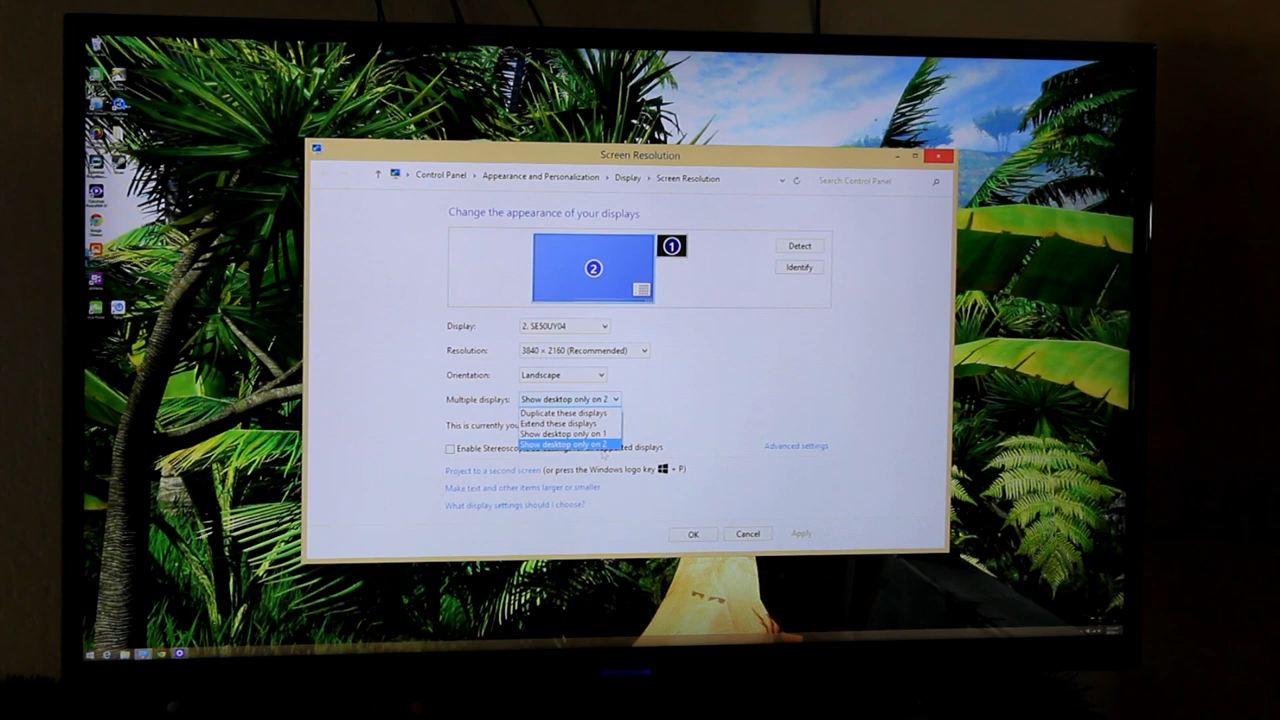 Screen Resolution
Control Panel
Appearance and Personalization
Display
Screen Resolution
Search Control Panel
Change the appearance of your displays
2
1
Detect
Identify
Display:
2. SE50UY04
Resolution:
3840 × 2160 (Recommended)
Orientation:
Landscape
Multiple displays:
Show desktop only on 2
Duplicate these displays
Extend these displays
Show desktop only on 1
Show desktop only on 2
This is currently you
Enable Stereosco
displays
Advanced settings
Project to a second screen (or press the Windows logo key + P)
Make text and other items larger or smaller
What display settings should I choose?
OK
Cancel
Apply